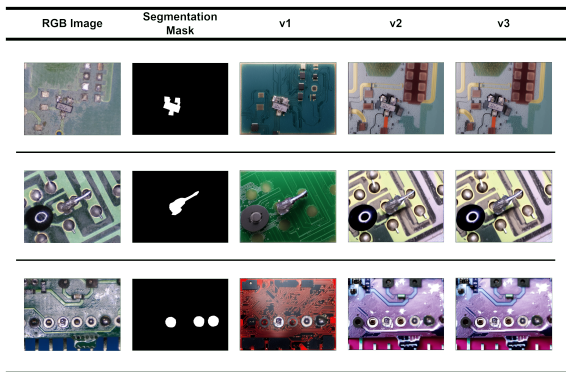 RGB Image
Segmentation
Mask
v1
v2
v3